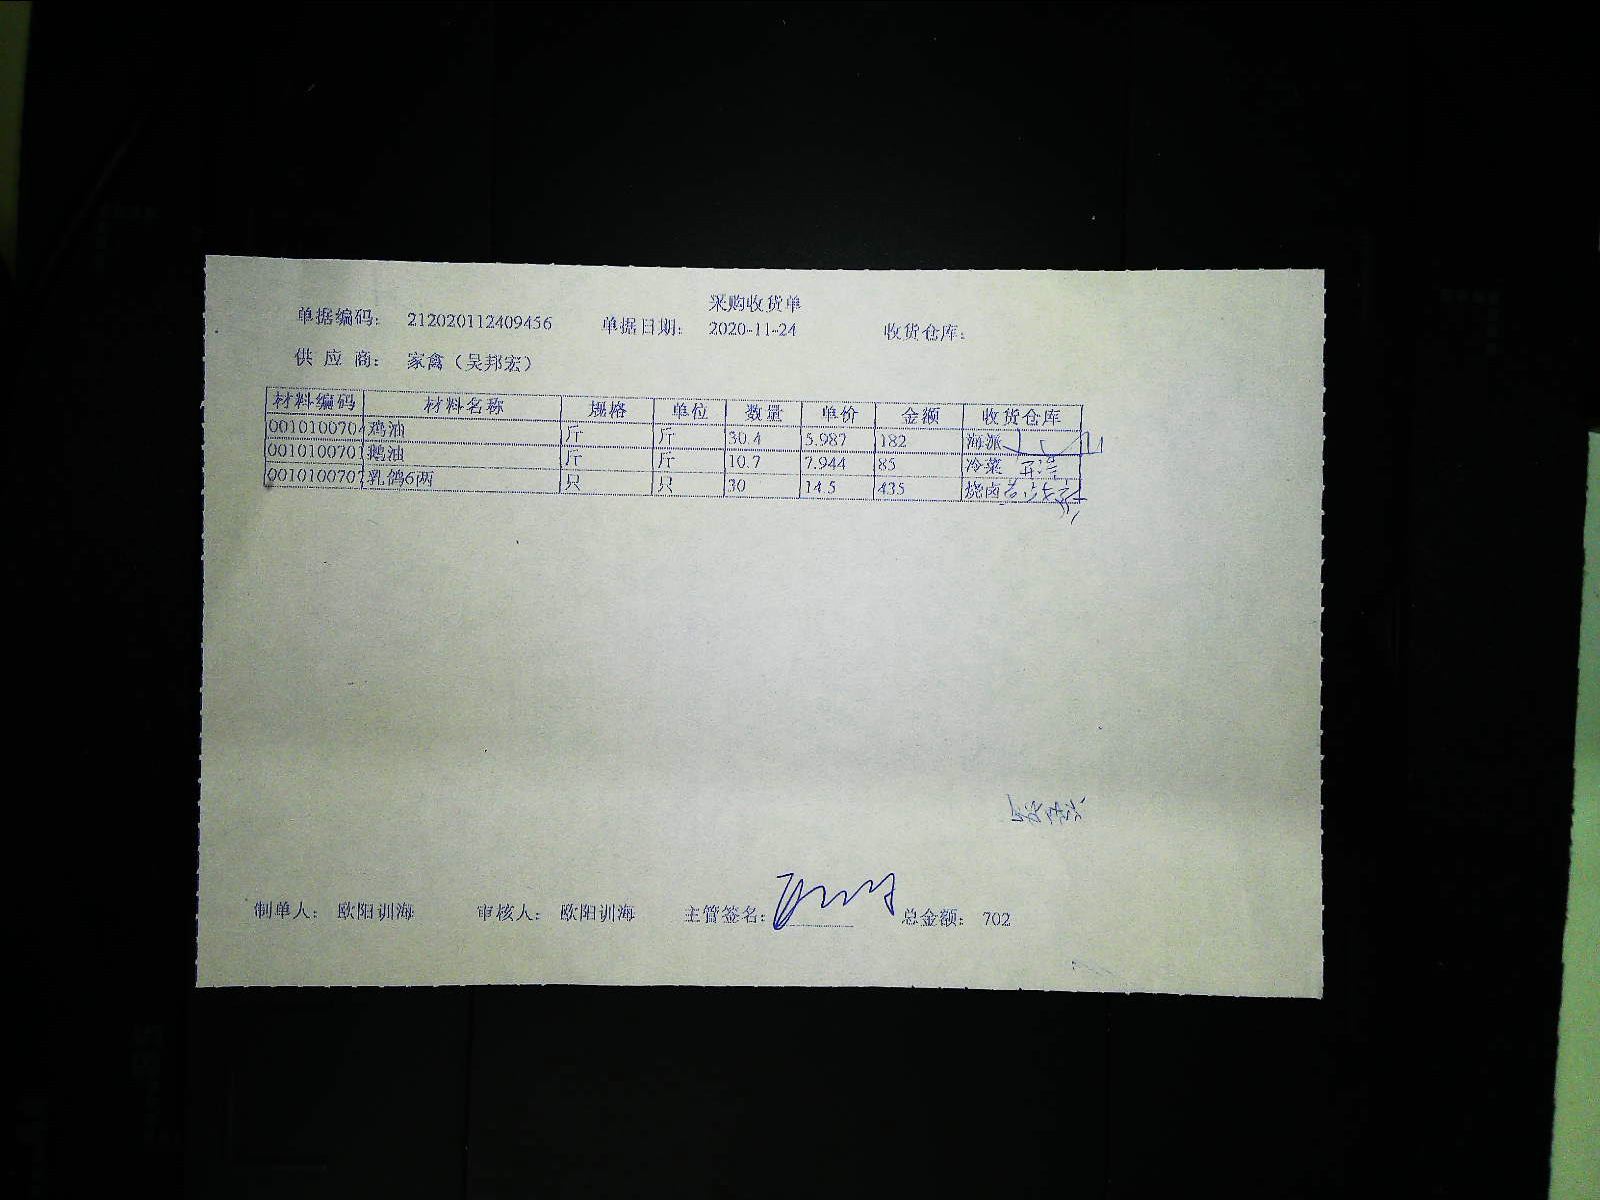 采购收货单
单据编码： 212020112409456 单据日期： 2020-11-24 收货仓库：
供 应 商： 家禽（吴邦宏）
材料编码 材料名称 规格 单位 数量 单价 金额 收货仓库
0010100704 鸡油 斤 斤 30.4 5.987 182 海派
0010100701 鹅油 斤 斤 10.7 7.944 85 冷菜
001010070 乳鸽6两 只 只 30 14.5 435 烧卤
制单人： 欧阳训海 审核人： 欧阳训海 主管签名： 总金额： 702